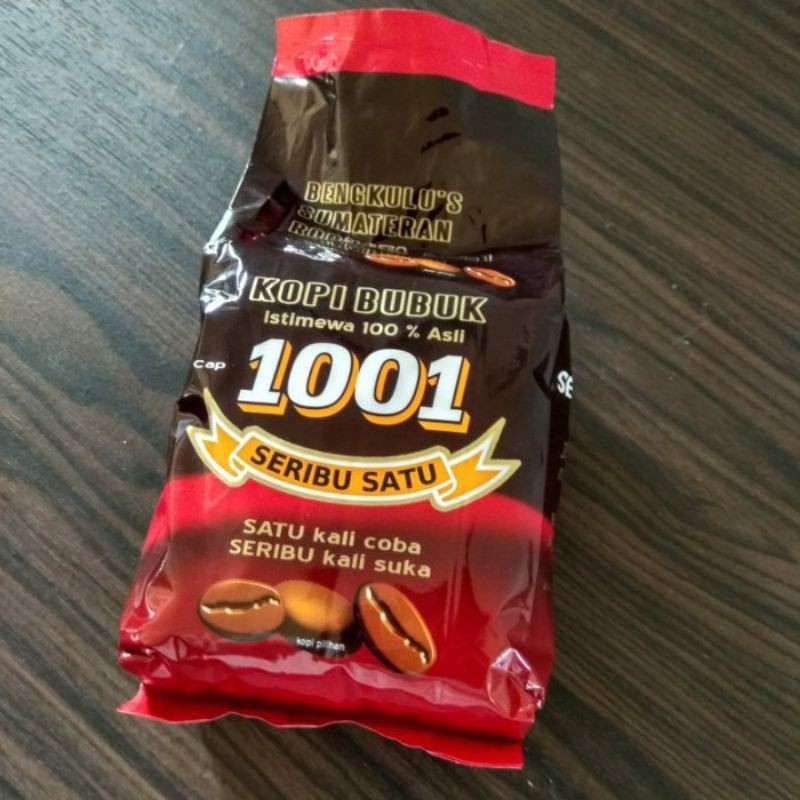 BENGKULU'S
SUMATERAN
KOPI BUBUK
Istimewa 100 % Asli
Cap 1001
SERIBU SATU
SATU kali coba
SERIBU kali suka
kopi pilihan